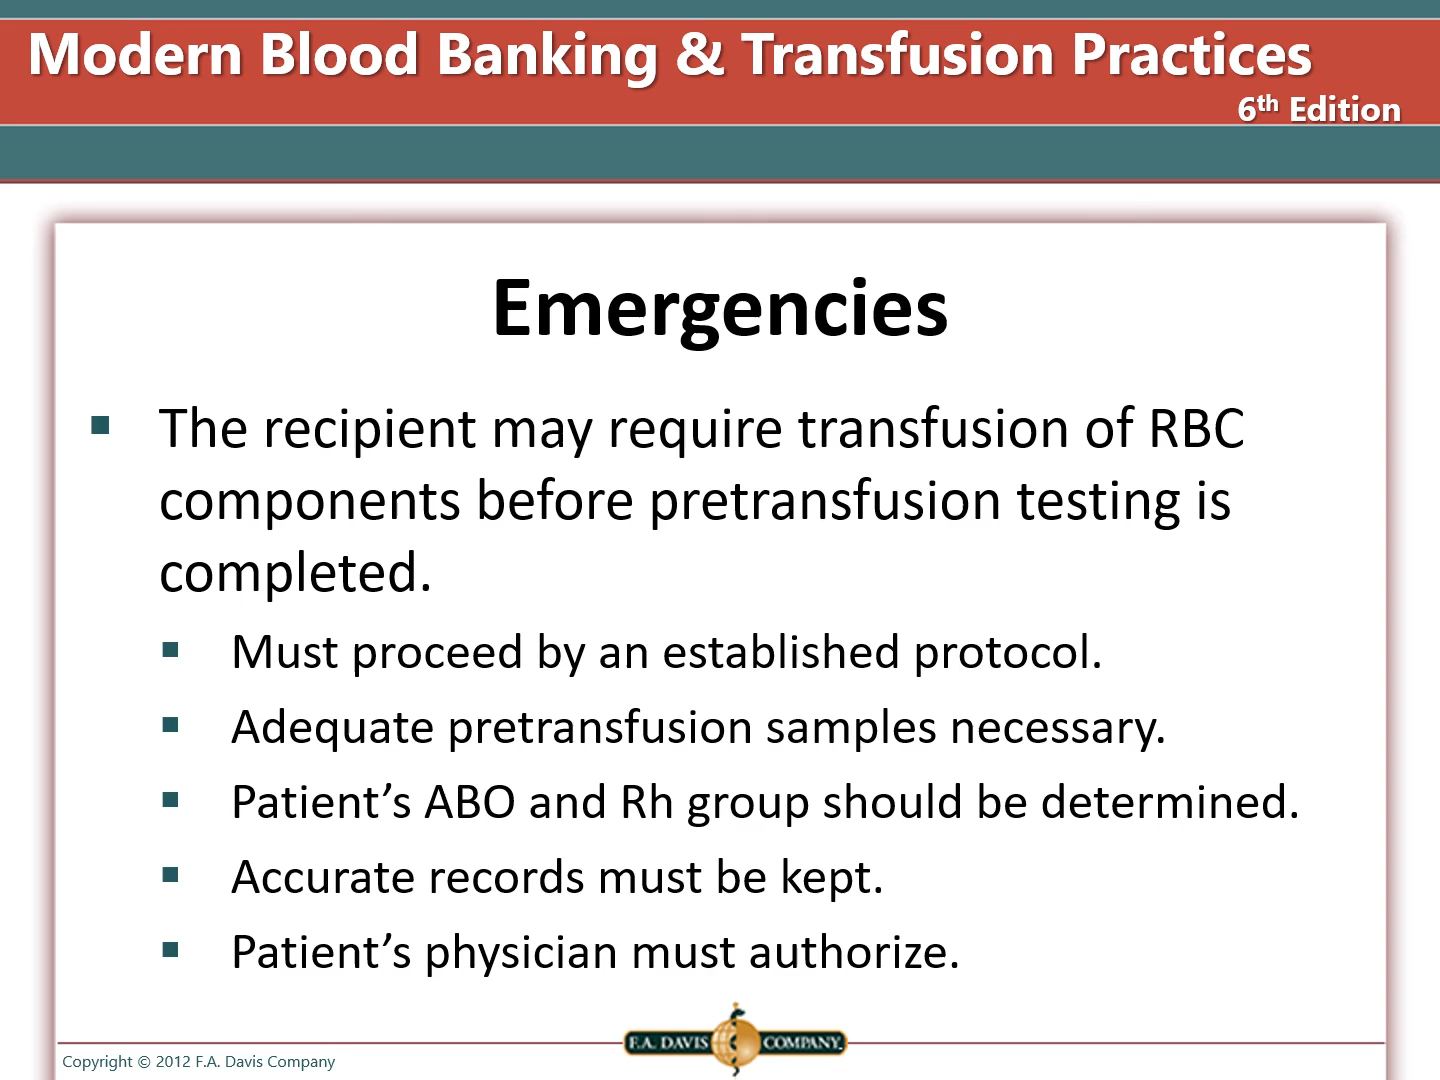 Modern Blood Banking & Transfusion Practices
6th Edition
Emergencies
▪ The recipient may require transfusion of RBC
components before pretransfusion testing is
completed.
▪ Must proceed by an established protocol.
▪ Adequate pretransfusion samples necessary.
▪ Patient’s ABO and Rh group should be determined.
▪ Accurate records must be kept.
▪ Patient’s physician must authorize.
F.A. DAVIS COMPANY
Copyright © 2012 F.A. Davis Company